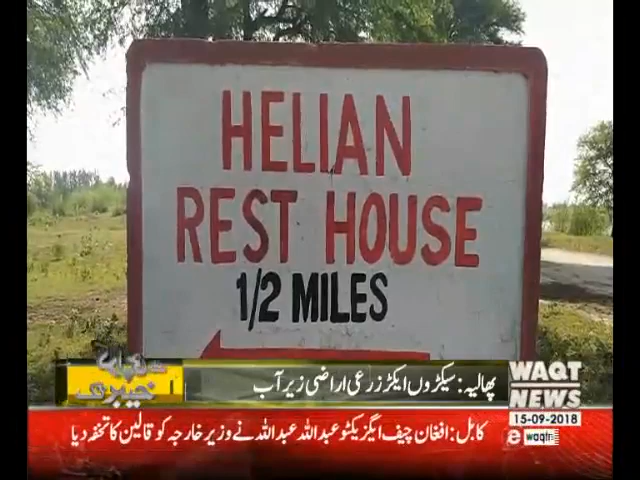 HELIAN
REST HOUSE
1/2 MILES
پھالیہ: سیکڑوں ایکڑ زرعی اراضی زیر آب
WAQT
NEWS
15-09-2018
e waqt
کابل: افغان چیف ایگزیکٹو عبداللہ عبداللہ نے وزیر خارجہ کو قالین کا تحفہ دیا